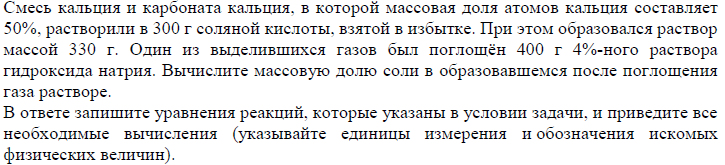 Смесь кальция и карбоната кальция, в которой массовая доля атомов кальция составляет
50%, растворили в 300 г соляной кислоты, взятой в избытке. При этом образовался раствор
массой 330 г. Один из выделившихся газов был поглощён 400 г 4%-ного раствора
гидроксида натрия. Вычислите массовую долю соли в образовавшемся после поглощения
газа растворе.
В ответе запишите уравнения реакций, которые указаны в условии задачи, и приведите все
необходимые вычисления (указывайте единицы измерения и обозначения искомых
физических величин).